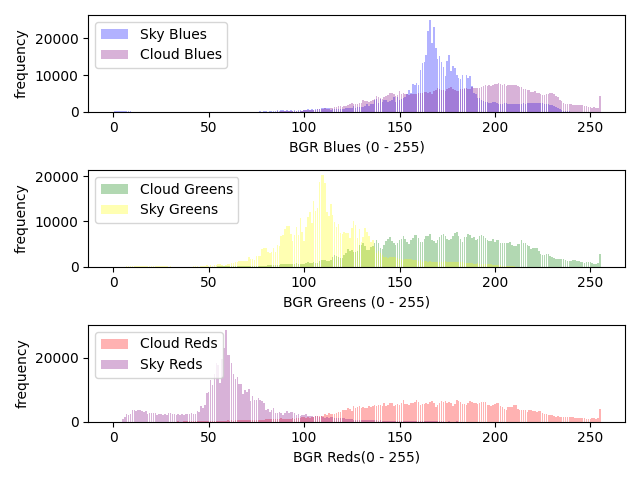 frequency
20000
10000
0
Sky Blues
Cloud Blues
0 50 100 150 200 250
BGR Blues (0 - 255)
frequency
20000
10000
0
Cloud Greens
Sky Greens
0 50 100 150 200 250
BGR Greens (0 - 255)
frequency
20000
0
Cloud Reds
Sky Reds
0 50 100 150 200 250
BGR Reds(0 - 255)